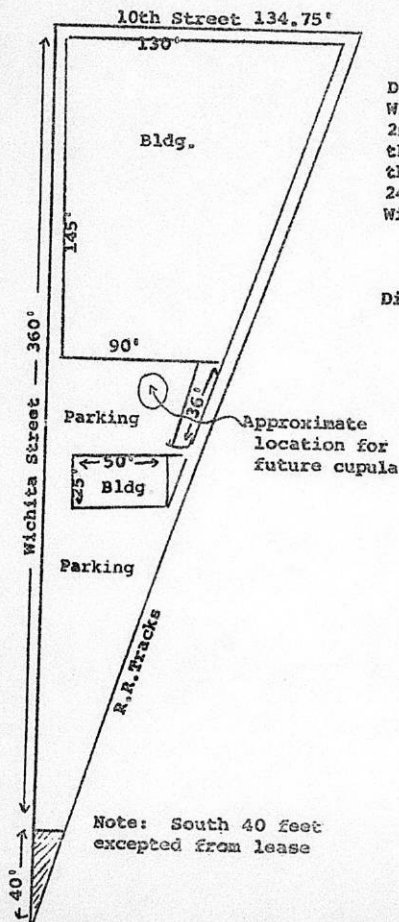 10th Street 134.75'
130'
Bldg.
145'
90'
36'
Parking
Approximate
location for
future cupula
50'
25'
Bldg
Parking
Wichita Street — 360'
R.R.Tracks
Note: South 40 feet
excepted from lease
40'